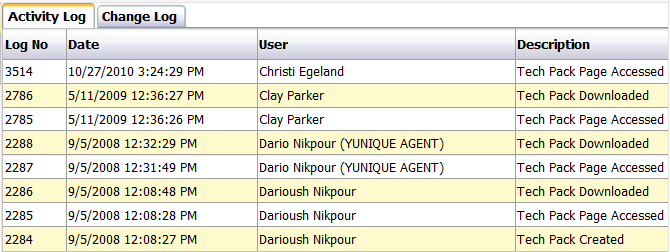 Activity Log Change Log
Log No Date User Description
3514 10/27/2010 3:24:29 PM Christi Egeland Tech Pack Page Accessed
2786 5/11/2009 12:36:27 PM Clay Parker Tech Pack Downloaded
2785 5/11/2009 12:36:26 PM Clay Parker Tech Pack Page Accessed
2288 9/5/2008 12:32:29 PM Dario Nikpour (YUNIQUE AGENT) Tech Pack Downloaded
2287 9/5/2008 12:31:49 PM Dario Nikpour (YUNIQUE AGENT) Tech Pack Page Accessed
2286 9/5/2008 12:08:48 PM Darioush Nikpour Tech Pack Downloaded
2285 9/5/2008 12:08:28 PM Darioush Nikpour Tech Pack Page Accessed
2284 9/5/2008 12:08:27 PM Darioush Nikpour Tech Pack Created